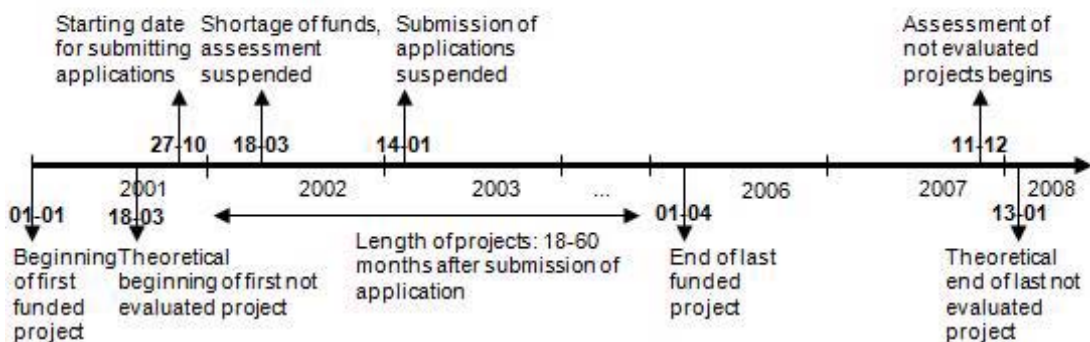 Starting date
for submitting
applications
Shortage of funds,
assessment
suspended
Submission of
applications
suspended
Assessment of
not evaluated
projects begins
27-10
18-03
14-01
11-12
2001
2002
2003
...
2006
2007
2008
01-01
18-03
01-04
13-01
Beginning
of first
funded
project
Theoretical
beginning of first not
evaluated project
Length of projects: 18-60
months after submission of
application
End of last
funded
project
Theoretical
end of last not
evaluated
project